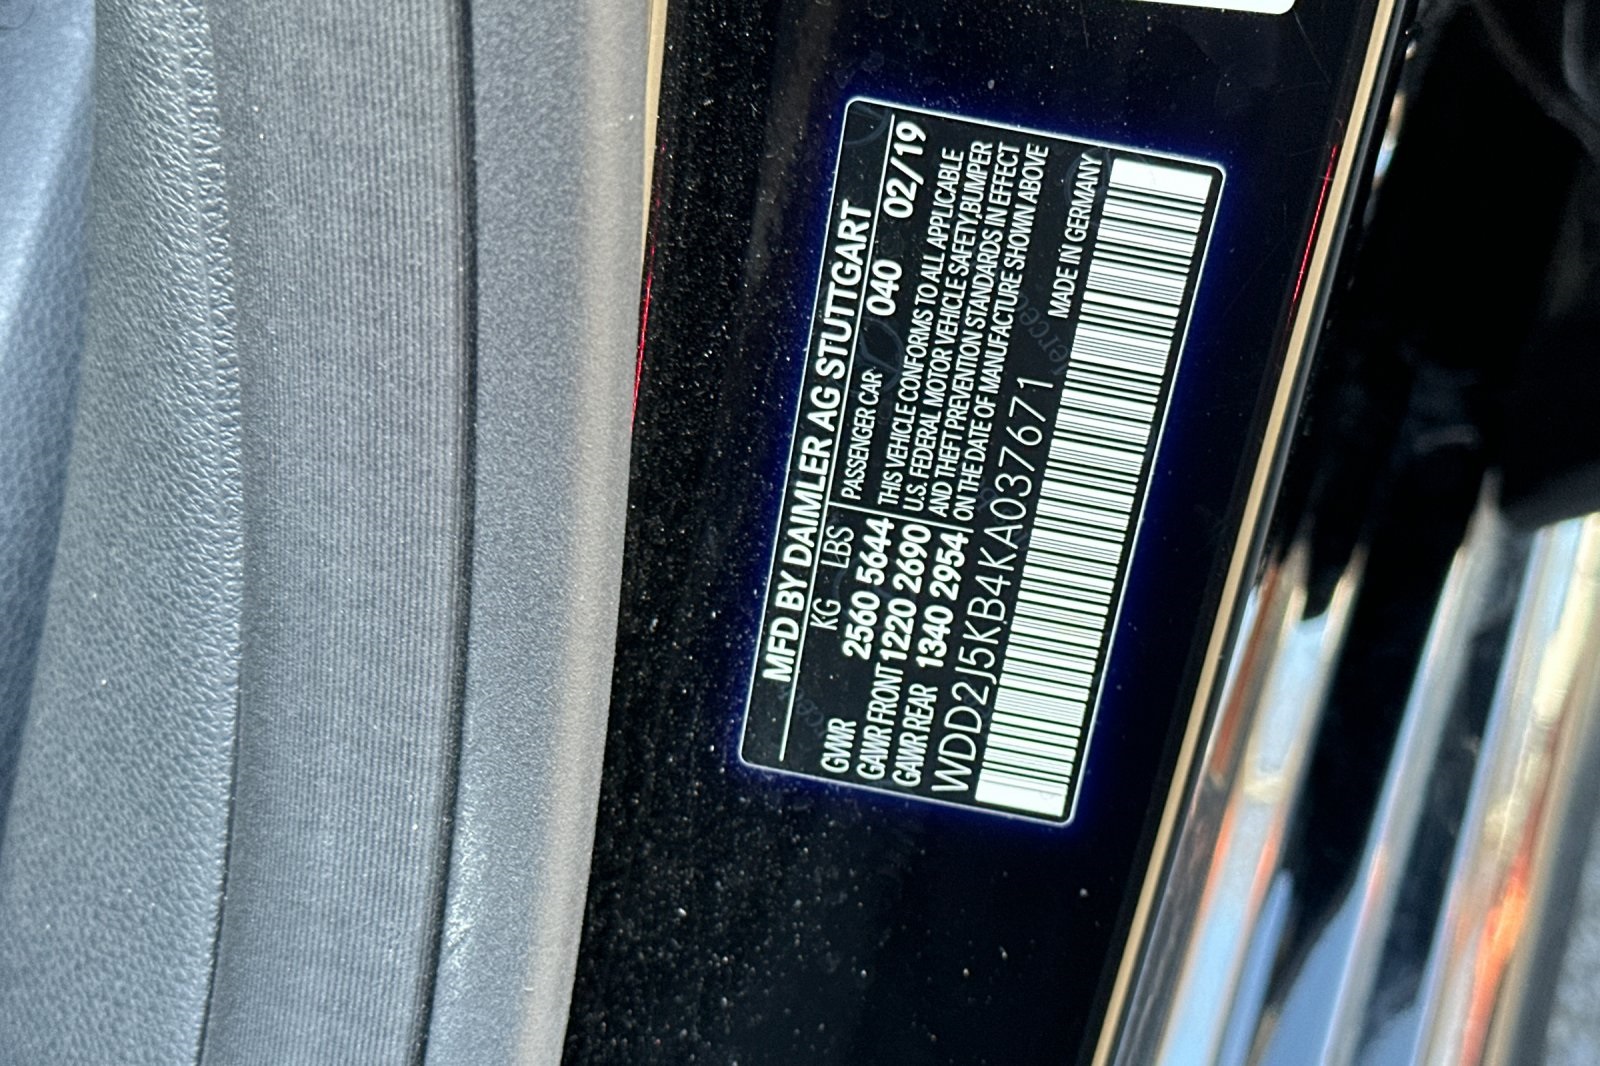 MFD BY DAIMLER AG STUTTGART
KG LBS PASSENGER CAR 040 02/19
GVWR 2560 5644 THIS VEHICLE CONFORMS TO ALL APPLICABLE
GAWR FRONT 1220 2690 U.S. FEDERAL MOTOR VEHICLE SAFETY, BUMPER
GAWR REAR 1340 2954 AND THEFT PREVENTION STANDARDS IN EFFECT
ON THE DATE OF MANUFACTURE SHOWN ABOVE
WDD2J5KB4KA037671 MADE IN GERMANY